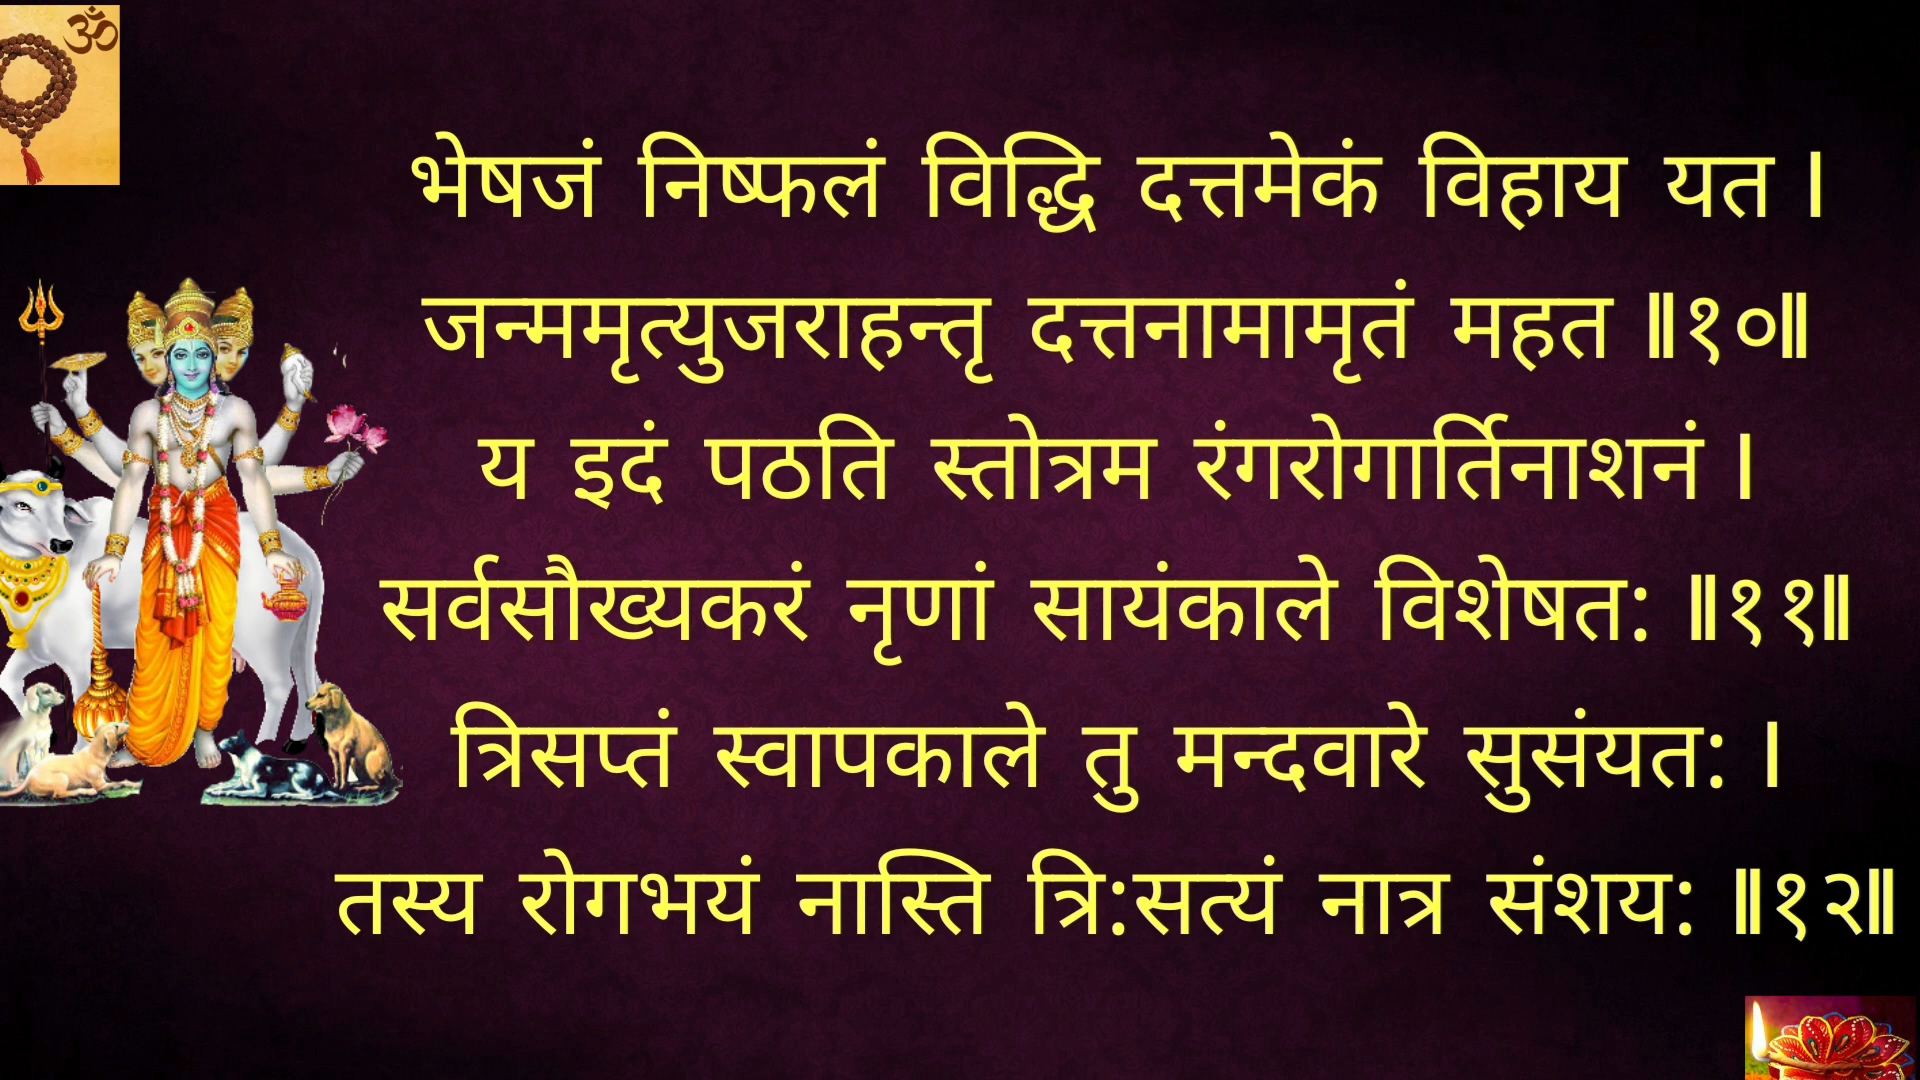 ॐ
भेषजं निष्फलं विद्धि दत्तमेकं विहाय यत ।
जन्ममृत्युजराहन्तृ दत्तनामामृतं महत ॥१०॥
य इदं पठति स्तोत्रम रंगरोगार्तिनाशनं ।
सर्वसौख्यकरं नृणां सायंकाले विशेषत: ॥११॥
त्रिसप्तं स्वापकाले तु मन्दवारे सुसंयत: ।
तस्य रोगभयं नास्ति त्रि:सत्यं नात्र संशय: ॥१२॥